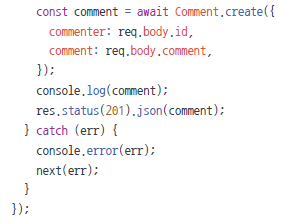 const comment = await Comment.create({
commenter: req.body.id,
comment: req.body.comment,
});
console.log(comment);
res.status(201).json(comment);
} catch (err) {
console.error(err);
next(err);
}
});